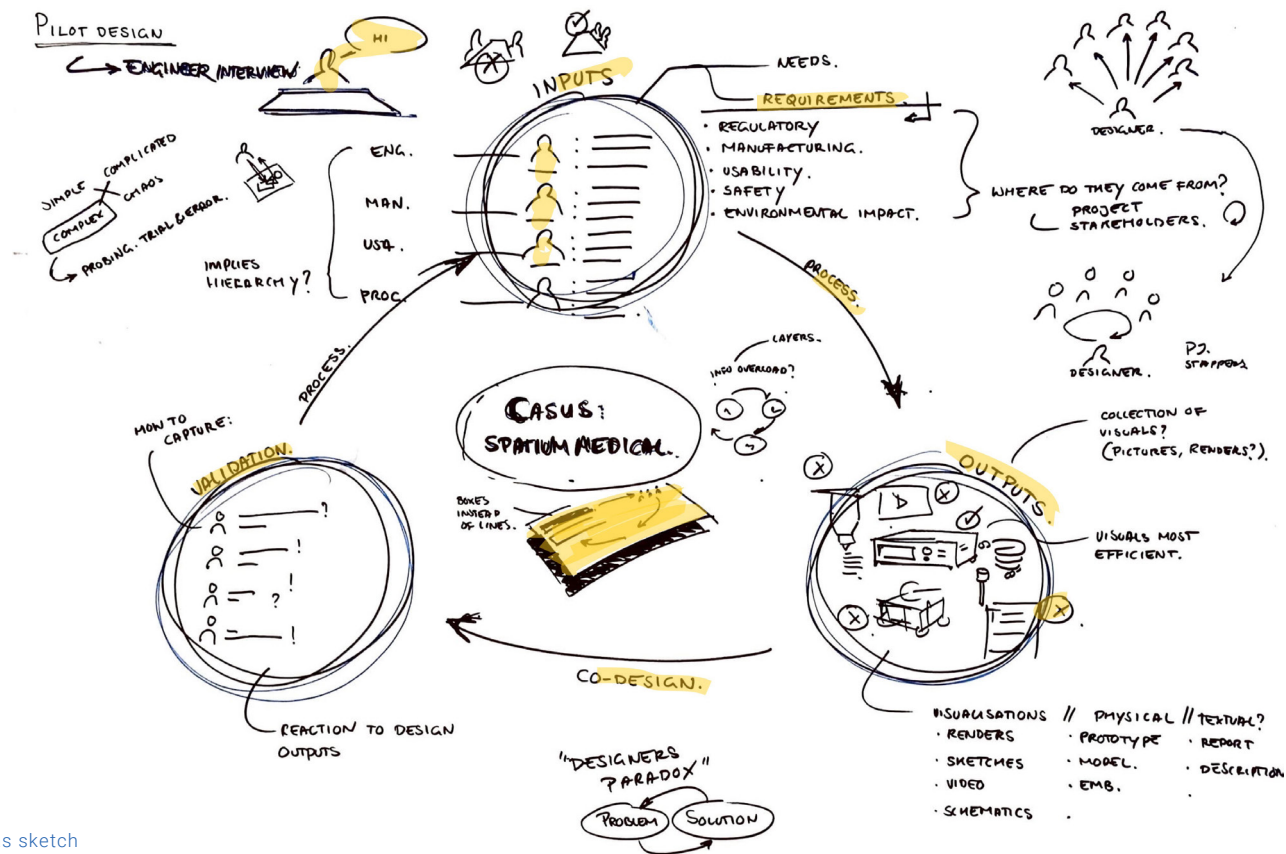 PILOT DESIGN
ENGINEER INTERVIEW
HI
INPUTS
NEEDS.
REQUIREMENTS.
· REGULATORY
· MANUFACTURING.
· USABILITY.
· SAFETY
· ENVIRONMENTAL IMPACT.
DESIGNER.
WHERE DO THEY COME FROM?
PROJECT
STAKEHOLDERS.
SIMPLE
COMPLICATED
COMPLEX
CHAOS
PROBING. TRIAL & ERROR.
ENG.
MAN.
USA.
PROC.
IMPLIES
HIERARCHY?
PROCESS.
PROCESS.
DESIGNER.
PJ.
STAPPERS
LAYERS.
INFO OVERLOAD?
CASUS:
SPATIUM MEDICAL.
BOXES
INSTEAD
OF LINES.
HOW TO
CAPTURE:
VALIDATION.
?
!
!
?
!
REACTION TO DESIGN
OUTPUTS
CO-DESIGN.
OUTPUTS.
COLLECTION OF
VISUALS?
(PICTURES, RENDERS?).
VISUALS MOST
EFFICIENT.
VISUALISATIONS // PHYSICAL // TEXTUAL?
· RENDERS · PROTOTYPE · REPORT
· SKETCHES · MODEL. · DESCRIPTION
· VIDEO · EMB.
· SCHEMATICS
"DESIGNERS
PARADOX"
PROBLEM
SOLUTION
s sketch